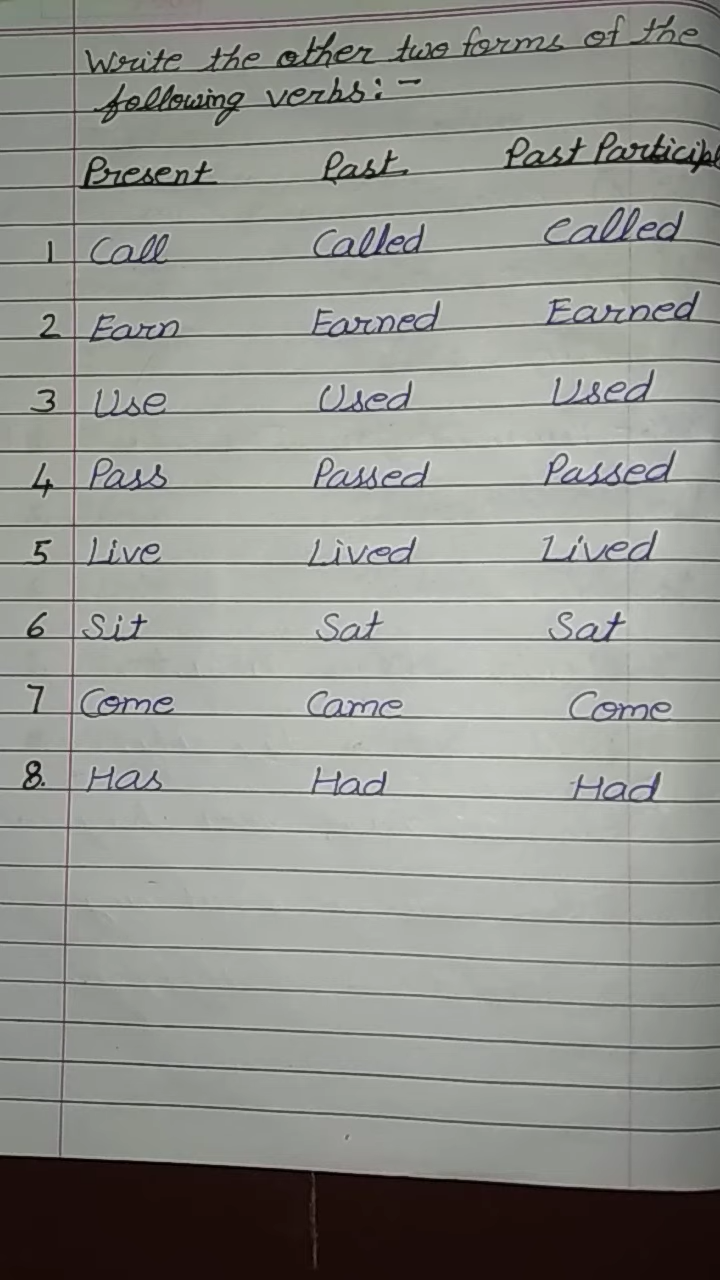 Write the other two forms of the
following verbs:-
Present Past Past Particip
1 Call Called Called
2 Earn Earned Earned
3 Use Used Used
4 Pass Passed Passed
5 Live Lived Lived
6 Sit Sat Sat
7 Come Came Come
8. Has Had Had